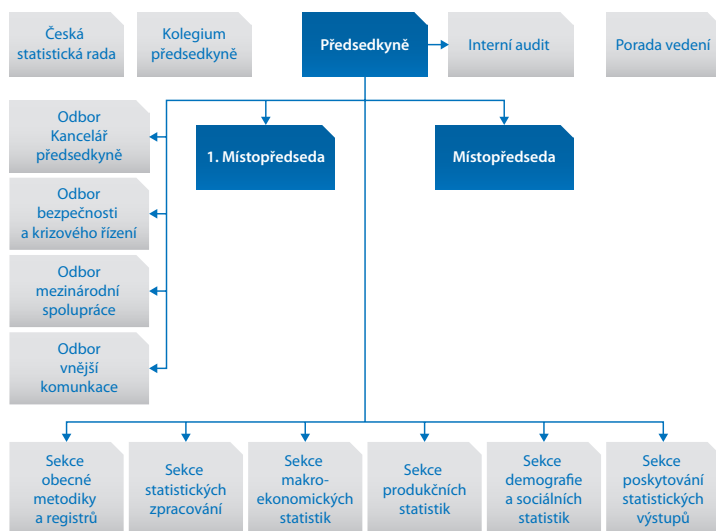 Česká
statistická rada
Kolegium
předsedkyně
Předsedkyně
Interní audit
Porada vedení
Odbor
Kancelář
předsedkyně
1. Místopředseda
Místopředseda
Odbor
bezpečnosti
a krizového řízení
Odbor
mezinárodní
spolupráce
Odbor
vnější
komunkace
Sekce
obecné
metodiky
a registrů
Sekce
statistických
zpracování
Sekce
makro-
ekonomických
statistik
Sekce
produkčních
statistik
Sekce
demografie
a sociálních
statistik
Sekce
poskytování
statistických
výstupů